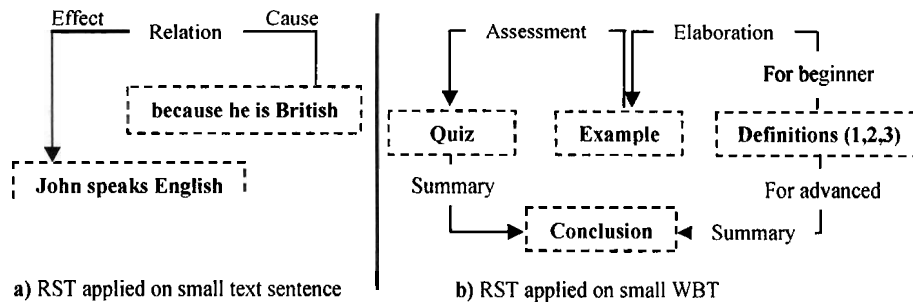 Effect Relation Cause
because he is British
John speaks English
a) RST applied on small text sentence
Assessment Elaboration
For beginner
Quiz Example Definitions (1,2,3)
Summary For advanced
Conclusion Summary
b) RST applied on small WBT